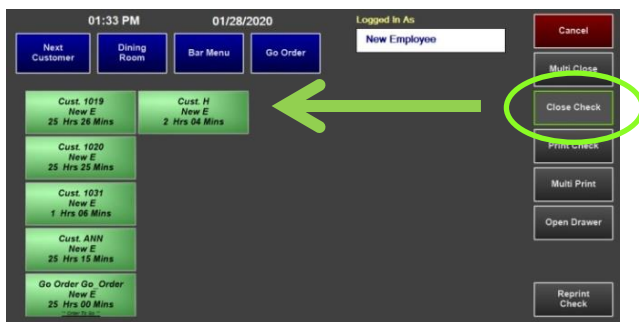 01:33 PM
01/28/2020
Logged In As
New Employee
Next
Customer
Dining
Room
Bar Menu
Go Order
Cancel
Multi Close
Close Check
Print Check
Multi Print
Open Drawer
Reprint
Check
Cust. 1019
New E
25 Hrs 26 Mins
Cust. H
New E
2 Hrs 04 Mins
Cust. 1020
New E
25 Hrs 25 Mins
Cust. 1031
New E
1 Hrs 06 Mins
Cust. ANN
New E
25 Hrs 15 Mins
Go Order Go_Order
New E
25 Hrs 00 Mins